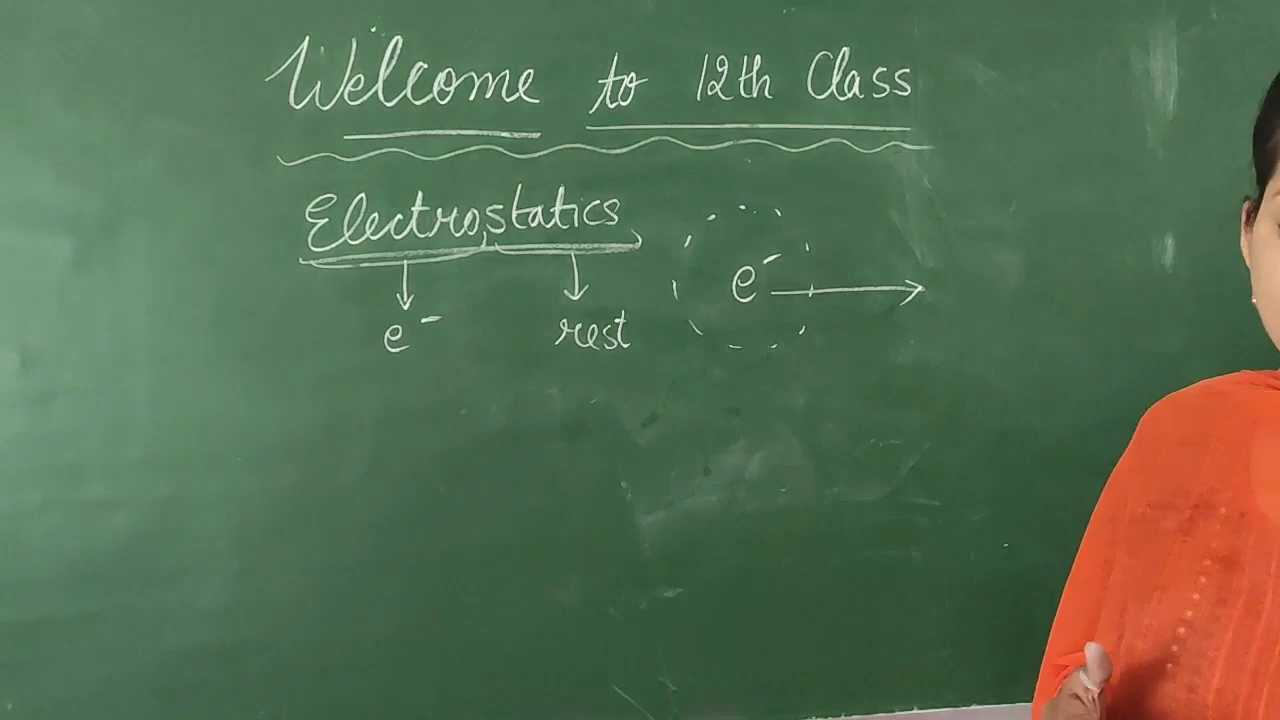 Welcome to 12th Class
Electrostatics
e⁻ rest
e⁻